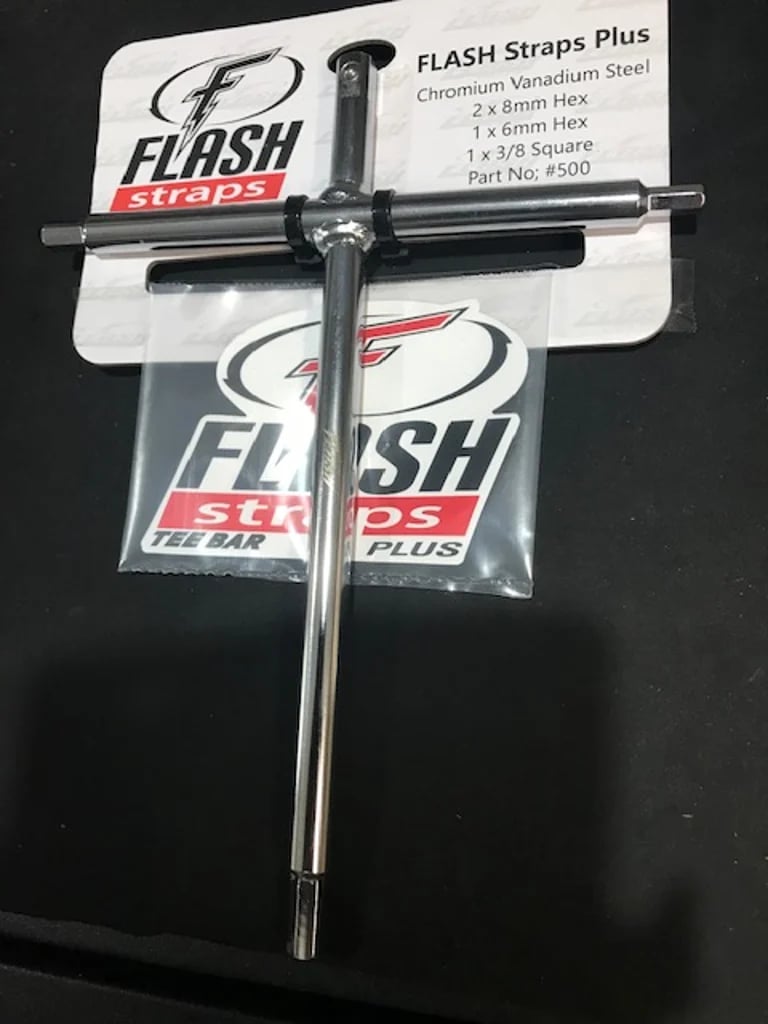 FLASH
straps
FLASH Straps Plus
Chromium Vanadium Steel
2 x 8mm Hex
1 x 6mm Hex
1 x 3/8 Square
Part No; #500
FLASH
straps
TEE BAR PLUS